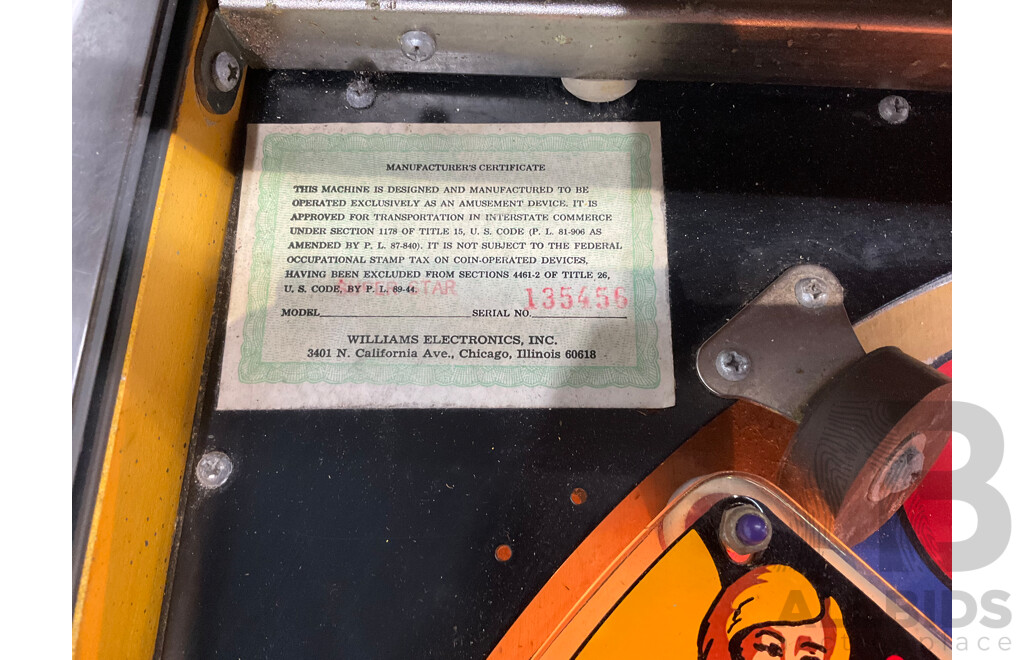 MANUFACTURER'S CERTIFICATE
THIS MACHINE IS DESIGNED AND MANUFACTURED TO BE
OPERATED EXCLUSIVELY AS AN AMUSEMENT DEVICE. IT IS
APPROVED FOR TRANSPORTATION IN INTERSTATE COMMERCE
UNDER SECTION 1178 OF TITLE 15, U. S. CODE (P. L. 81-906 AS
AMENDED BY P. L. 87-840). IT IS NOT SUBJECT TO THE FEDERAL
OCCUPATIONAL STAMP TAX ON COIN-OPERATED DEVICES,
HAVING BEEN EXCLUDED FROM SECTIONS 4461-2 OF TITLE 26,
U. S. CODE, BY P. L. 89-44.
STAR
135456
MODEL SERIAL NO.
WILLIAMS ELECTRONICS, INC.
3401 N. California Ave., Chicago, Illinois 60618